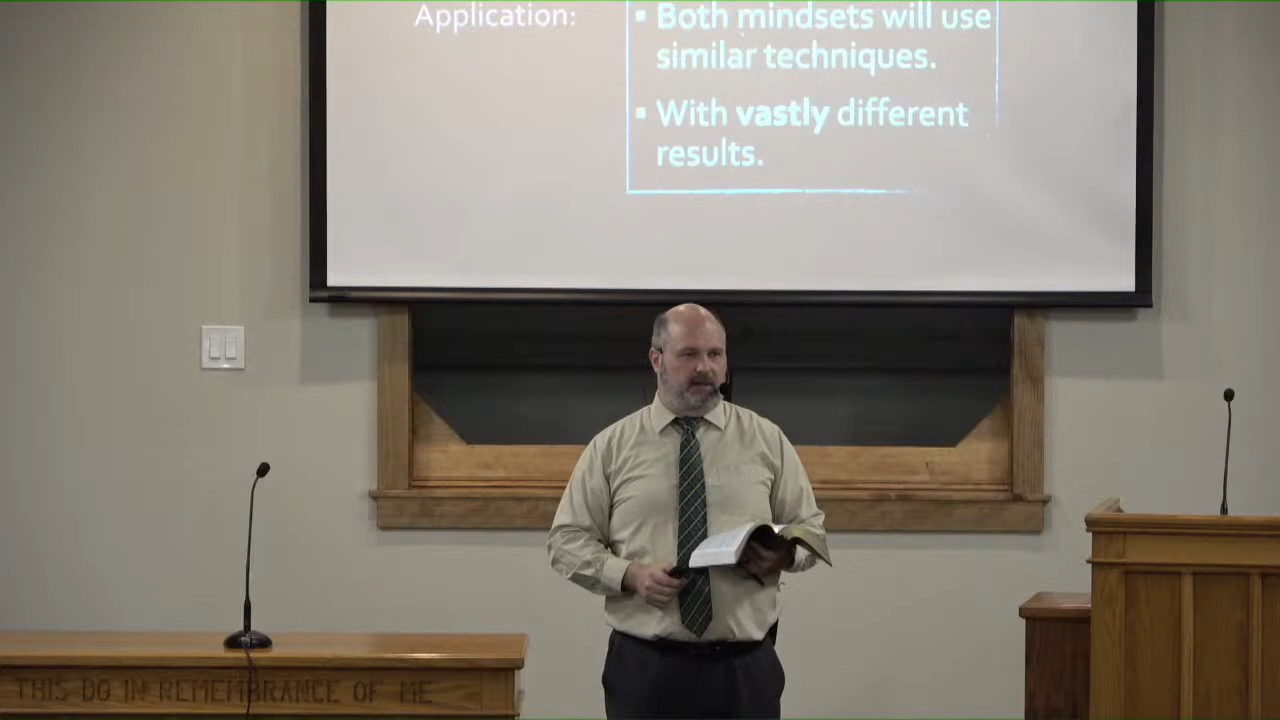 Application:
▪ Both mindsets will use
similar techniques.
▪ With vastly different
results.
THIS DO IN REMEMBRANCE OF ME